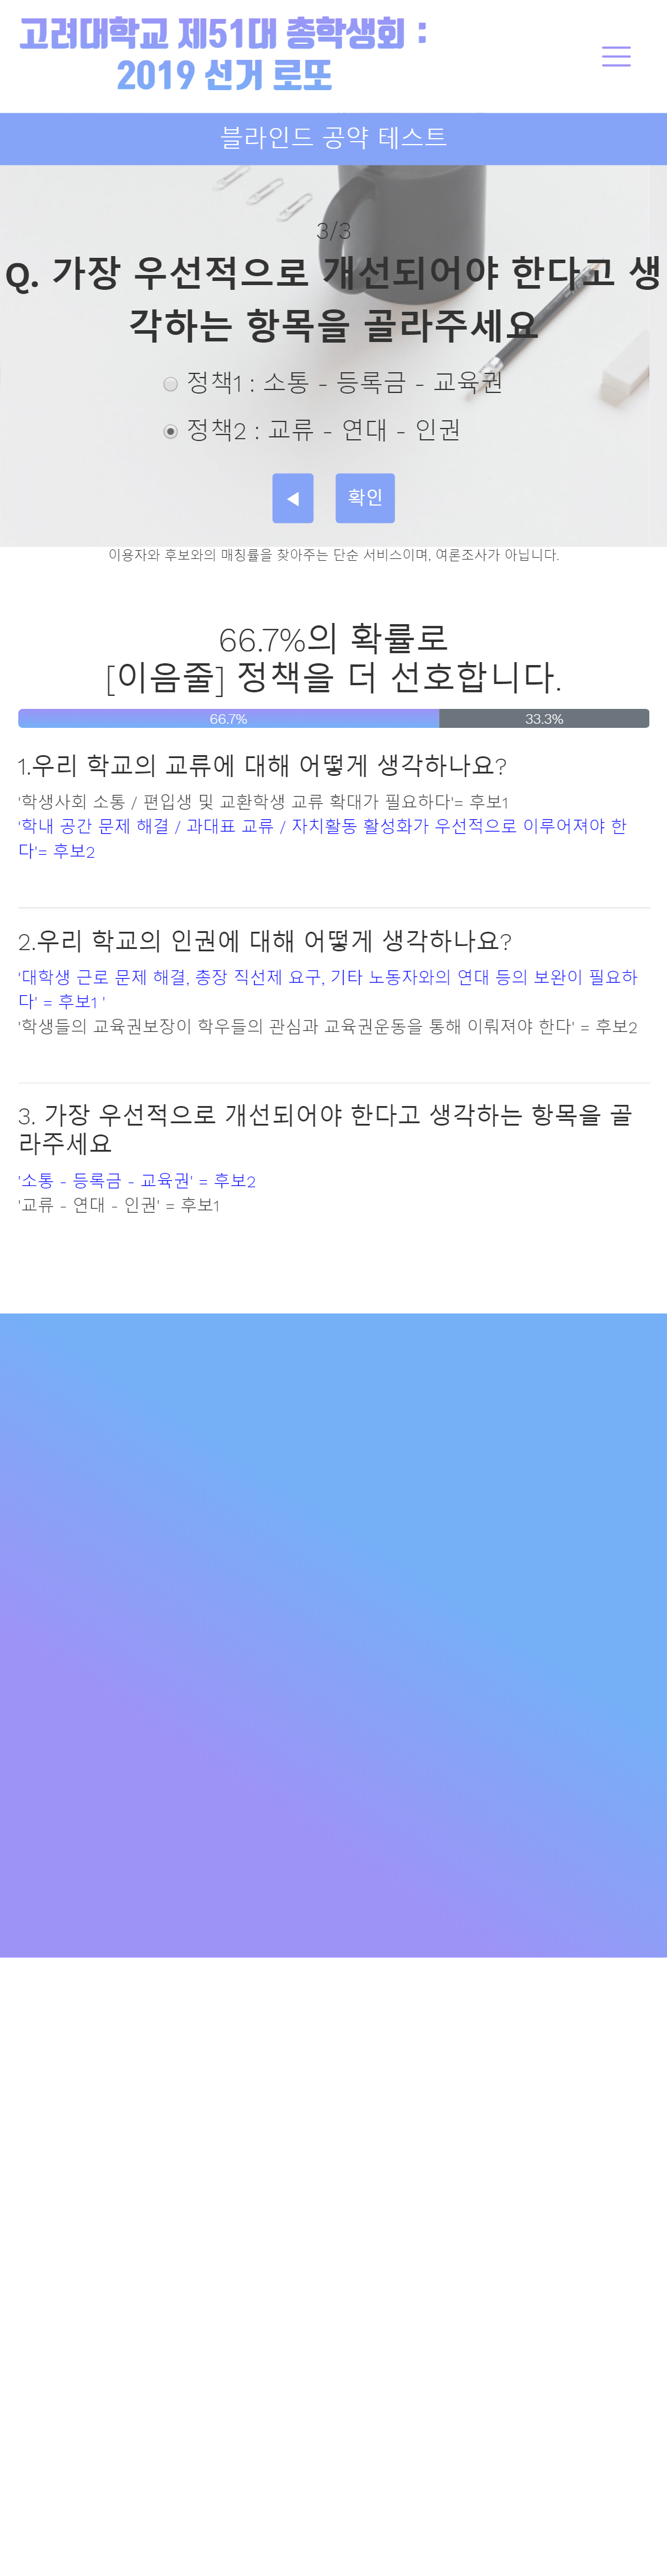 고려대학교 제51대 총학생회 :
2019 선거 로또
블라인드 공약 테스트
3/3
Q. 가장 우선적으로 개선되어야 한다고 생
각하는 항목을 골라주세요
정책1 : 소통 - 등록금 - 교육권
정책2 : 교류 - 연대 - 인권
◀ 확인
이용자와 후보와의 매칭률을 찾아주는 단순 서비스이며, 여론조사가 아닙니다.
66.7%의 확률로
[이음줄] 정책을 더 선호합니다.
66.7% 33.3%
1.우리 학교의 교류에 대해 어떻게 생각하나요?
'학생사회 소통 / 편입생 및 교환학생 교류 확대가 필요하다'= 후보1
'학내 공간 문제 해결 / 과대표 교류 / 자치활동 활성화가 우선적으로 이루어져야 한
다'= 후보2
2.우리 학교의 인권에 대해 어떻게 생각하나요?
'대학생 근로 문제 해결, 총장 직선제 요구, 기타 노동자와의 연대 등의 보완이 필요하
다' = 후보1 '
'학생들의 교육권보장이 학우들의 관심과 교육권운동을 통해 이뤄져야 한다' = 후보2
3. 가장 우선적으로 개선되어야 한다고 생각하는 항목을 골
라주세요
'소통 - 등록금 - 교육권' = 후보2
'교류 - 연대 - 인권' = 후보1